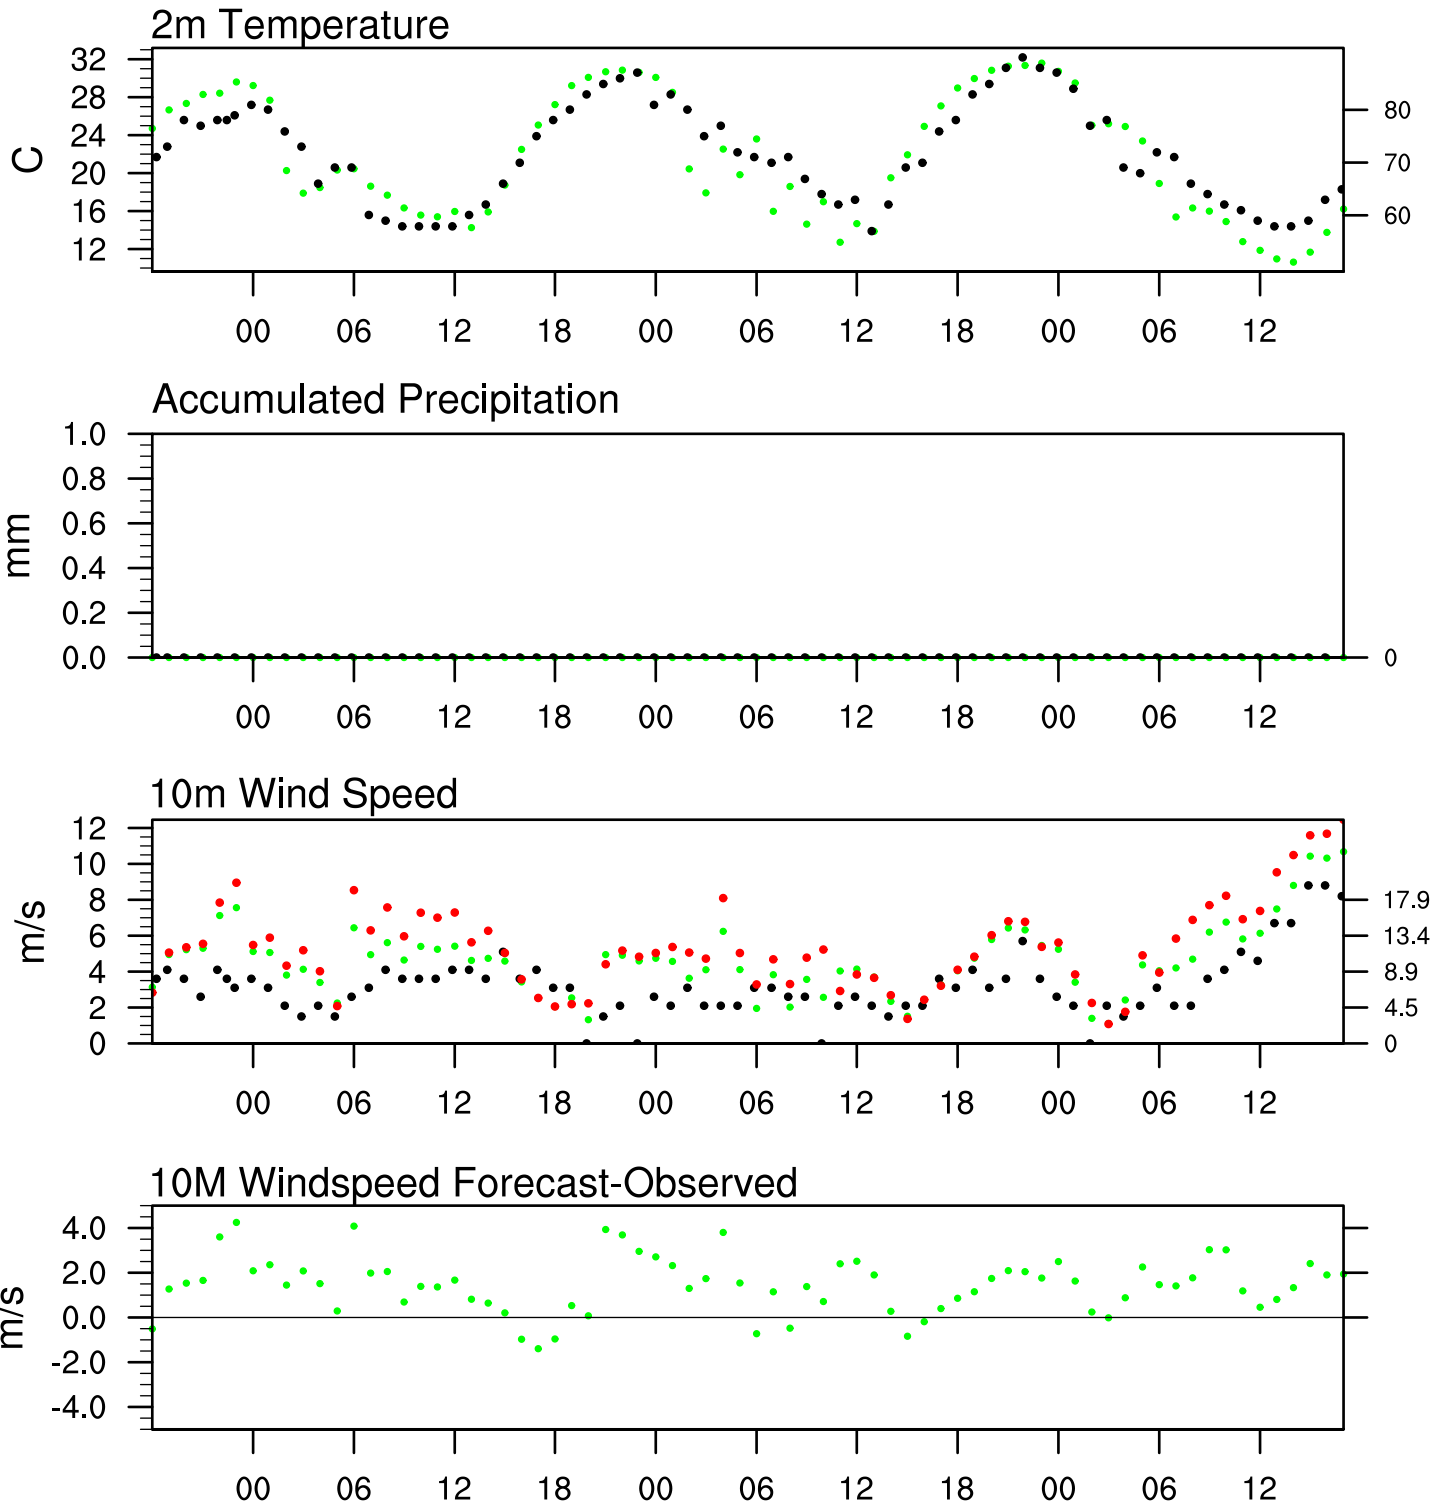 2m Temperature
32
28
24
20
16
12
C
80
70
60
00 06 12 18 00 06 12 18 00 06 12
Accumulated Precipitation
1.0
0.8
0.6
0.4
0.2
0.0
mm
0
00 06 12 18 00 06 12 18 00 06 12
10m Wind Speed
12
10
8
6
4
2
0
m/s
17.9
13.4
8.9
4.5
0
00 06 12 18 00 06 12 18 00 06 12
10M Windspeed Forecast-Observed
4.0
2.0
0.0
-2.0
-4.0
m/s
00 06 12 18 00 06 12 18 00 06 12